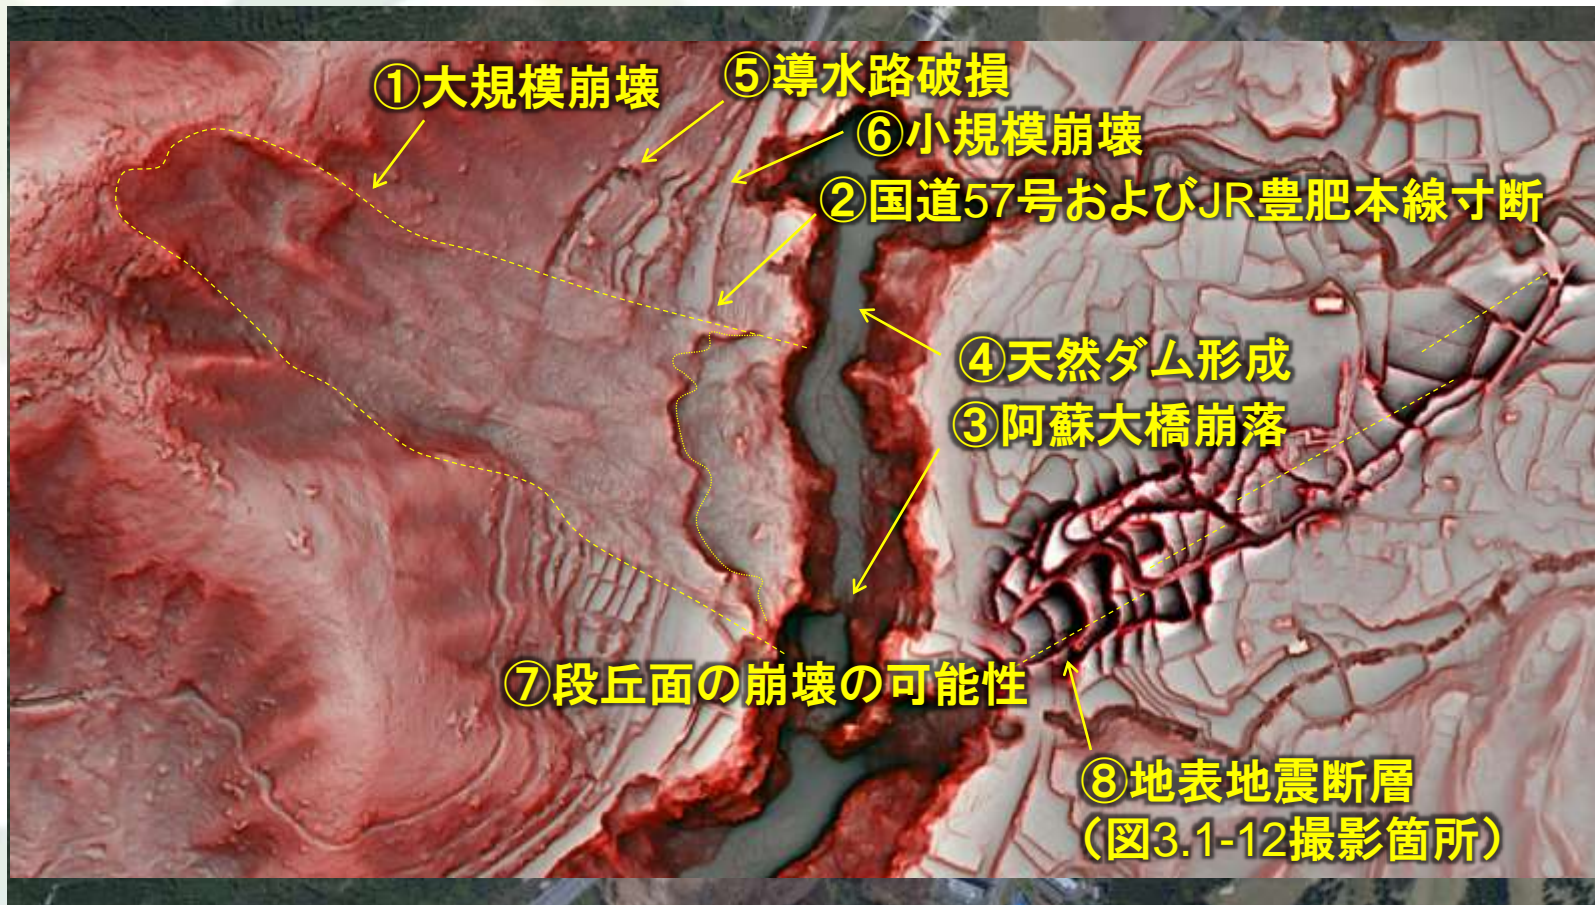 ①大規模崩壊
⑤導水路破損
⑥小規模崩壊
②国道57号およびJR豊肥本線寸断
④天然ダム形成
③阿蘇大橋崩落
⑦段丘面の崩壊の可能性
⑧地表地震断層
（図3.1-12撮影箇所）